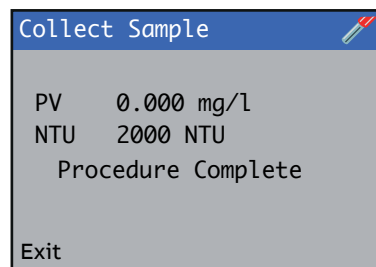 Collect Sample
PV 0.000 mg/l
NTU 2000 NTU
Procedure Complete
Exit